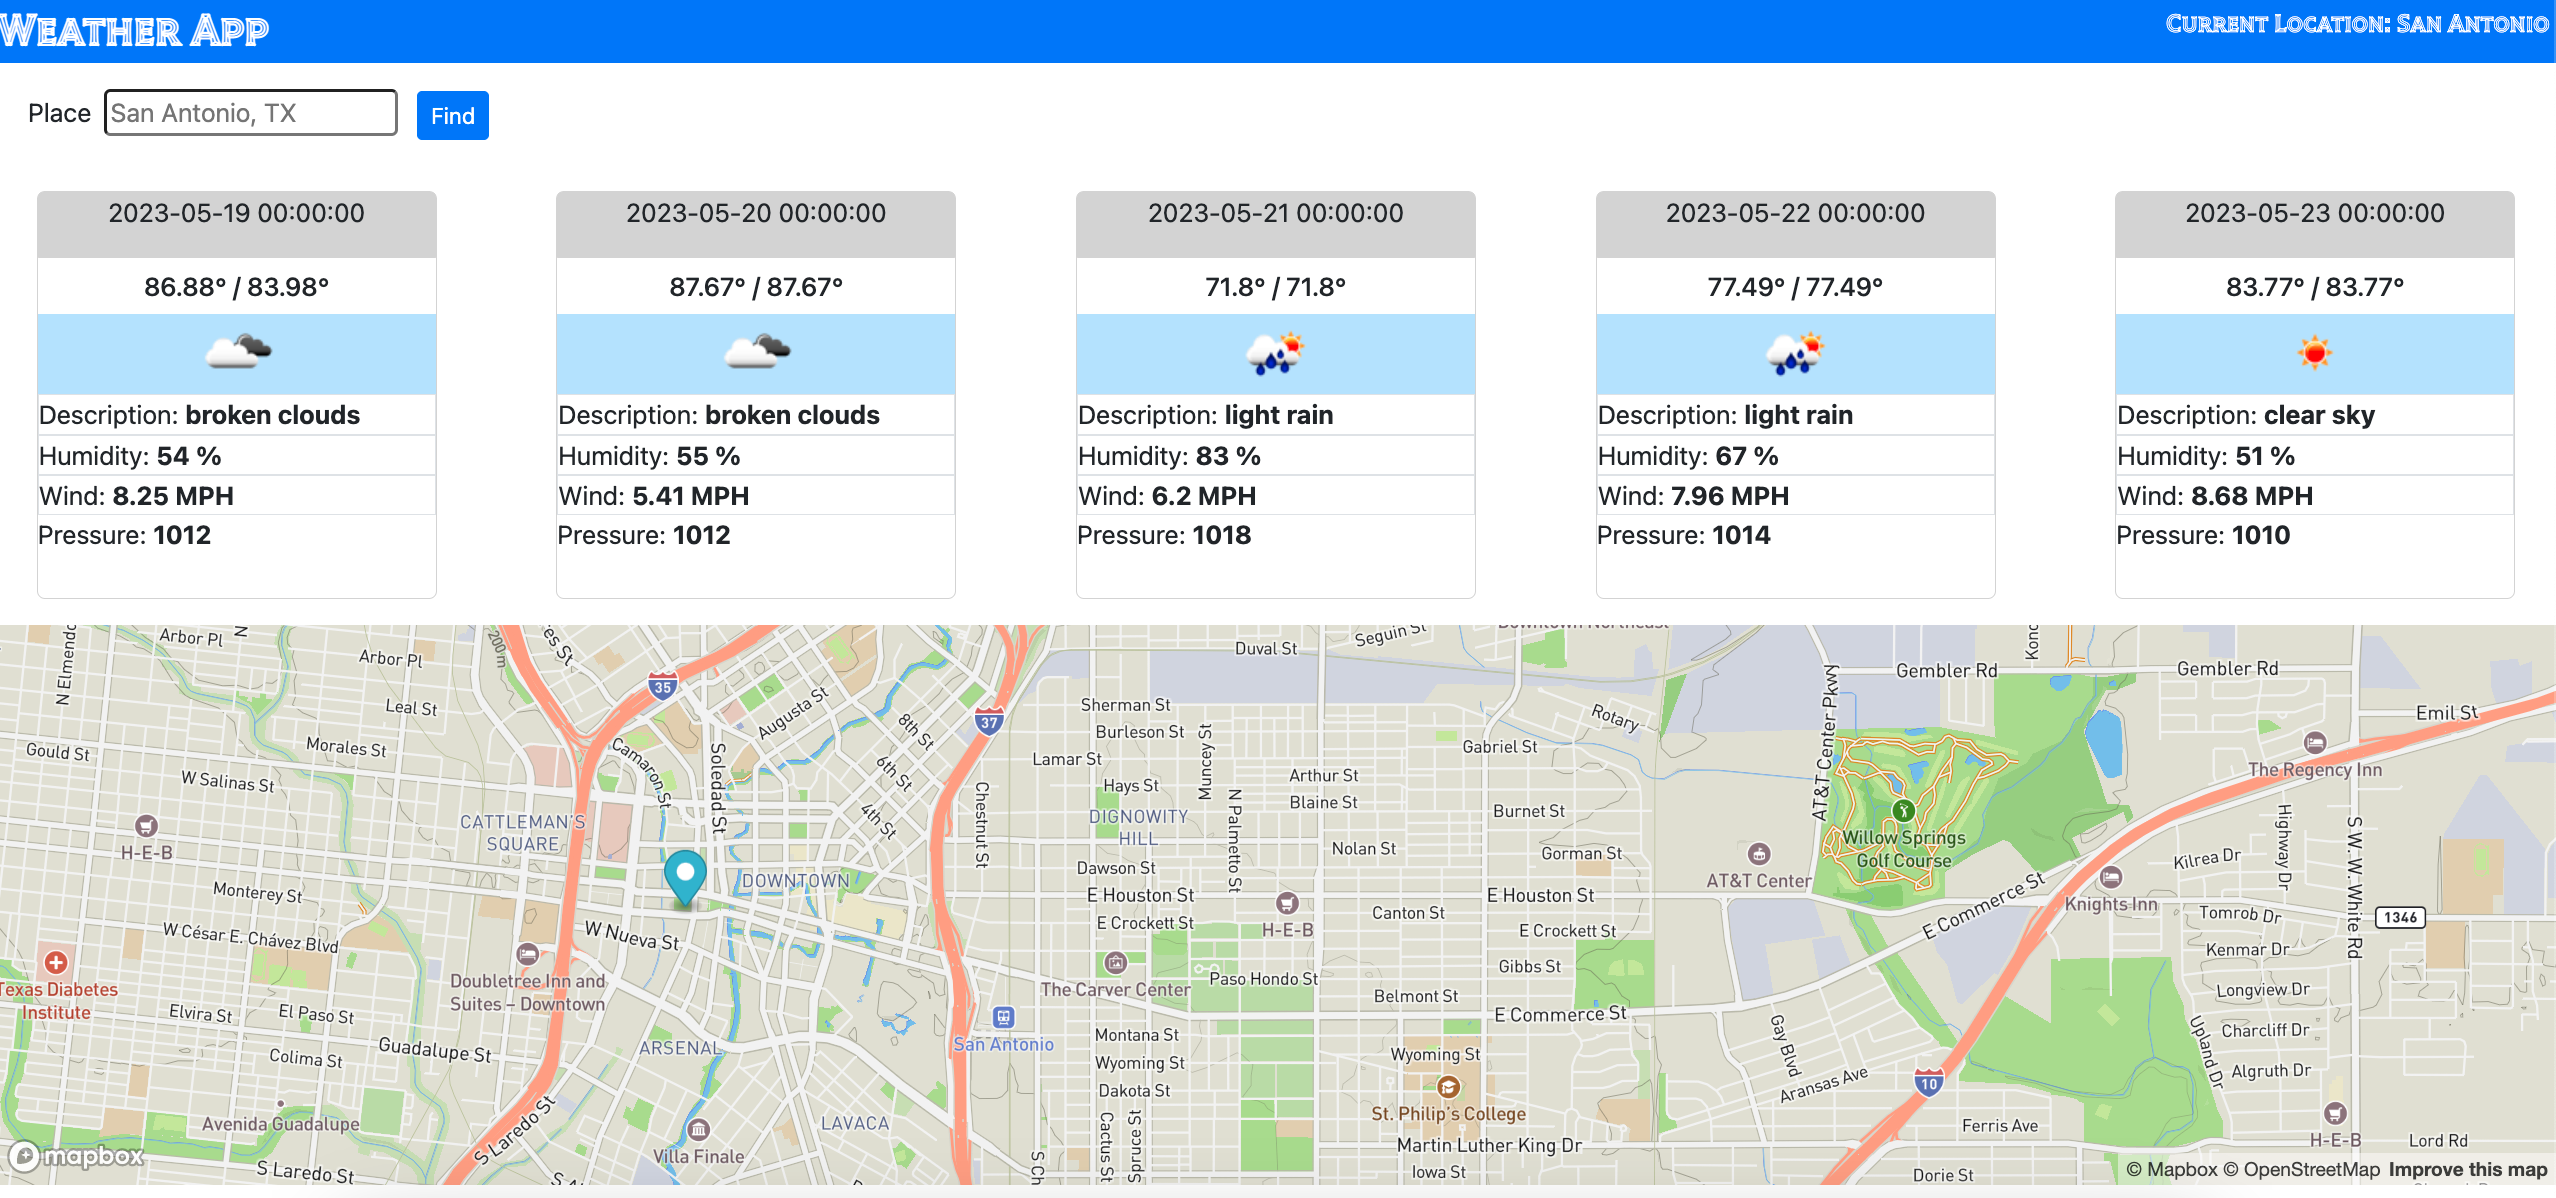 Weather App
Current Location: San Antonio
Place
San Antonio, TX
Find
2023-05-19 00:00:00
86.88° / 83.98°
Description: broken clouds
Humidity: 54 %
Wind: 8.25 MPH
Pressure: 1012
2023-05-20 00:00:00
87.67° / 87.67°
Description: broken clouds
Humidity: 55 %
Wind: 5.41 MPH
Pressure: 1012
2023-05-21 00:00:00
71.8° / 71.8°
Description: light rain
Humidity: 83 %
Wind: 6.2 MPH
Pressure: 1018
2023-05-22 00:00:00
77.49° / 77.49°
Description: light rain
Humidity: 67 %
Wind: 7.96 MPH
Pressure: 1014
2023-05-23 00:00:00
83.77° / 83.77°
Description: clear sky
Humidity: 51 %
Wind: 8.68 MPH
Pressure: 1010
Arbor Pl
N
N Elmendo
Arbor Pl
200 m
Leal St
Gould St
Morales St
W Salinas St
H-E-B
Monterey St
W César E. Chávez Blvd
Texas Diabetes
Institute
Elvira St
El Paso St
Colima St
Guadalupe St
Avenida Guadalupe
S Laredo St
S Laredo St
35
Camaron St
Soledad St
Augusta St
8th St
6th St
4th St
CATTLEMAN'S
SQUARE
DOWNTOWN
W Nueva St
Doubletree Inn and
Suites – Downtown
ARSENAL
Villa Finale
LAVACA
37
Chestnut St
San Antonio
Duval St
Seguin St
Downtown Northeast
Sherman St
Burleson St
Lamar St
Hays St
Muncey St
N Palmetto St
DIGNOWITY
HILL
Dawson St
E Houston St
E Crockett St
The Carver Center
Paso Hondo St
Montana St
Wyoming St
Dakota St
Cactus St
Spruce St
S Ch
Gabriel St
Arthur St
Blaine St
Burnet St
Nolan St
Gorman St
E Houston St
H-E-B
Canton St
E Crockett St
Gibbs St
Belmont St
E Commerce St
Wyoming St
St. Philip's College
Martin Luther King Dr
Iowa St
Rotary
AT&T Center Pkwy
AT&T Center
Willow Springs
Golf Course
Gembler Rd
Gembler Rd
Emil St
The Regency Inn
Highway Dr
S W. W. White Rd
Kilrea Dr
Knights Inn
E Commerce St
Tomrob Dr
1346
Kenmar Dr
Longview Dr
Upland Dr
Charcliff Dr
Algruth Dr
Gay Blvd
Aransas Ave
10
Ferris Ave
Dorie St
H-E-B
Lord Rd
mapbox
© Mapbox © OpenStreetMap Improve this map